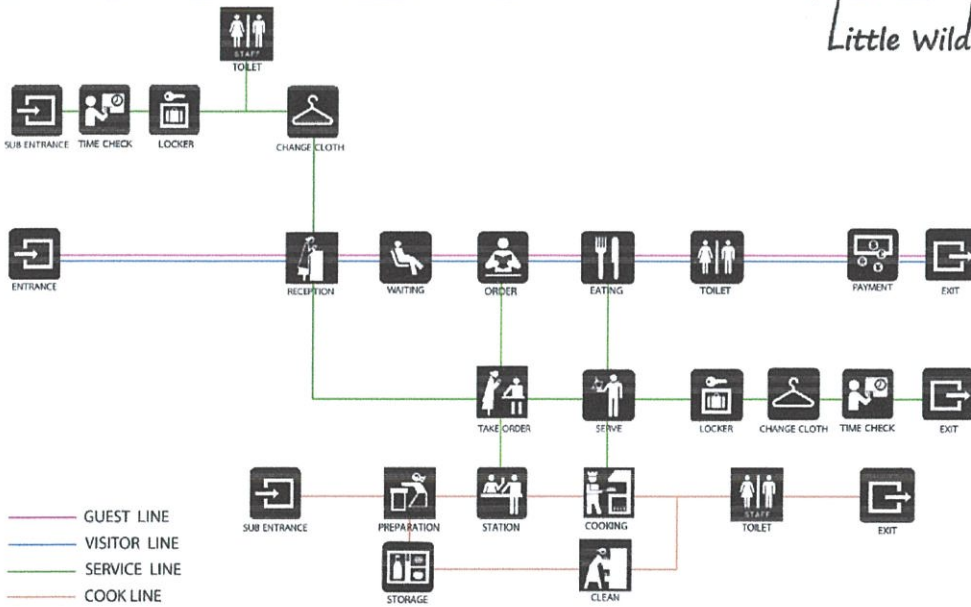 Little Wild
STAFF
TOILET
SUB ENTRANCE
TIME CHECK
LOCKER
CHANGE CLOTH
ENTRANCE
RECEPTION
WAITING
ORDER
EATING
TOILET
PAYMENT
EXIT
TAKE ORDER
SERVE
LOCKER
CHANGE CLOTH
TIME CHECK
EXIT
SUB ENTRANCE
PREPARATION
STATION
COOKING
STAFF
TOILET
EXIT
STORAGE
CLEAN
GUEST LINE
VISITOR LINE
SERVICE LINE
COOK LINE